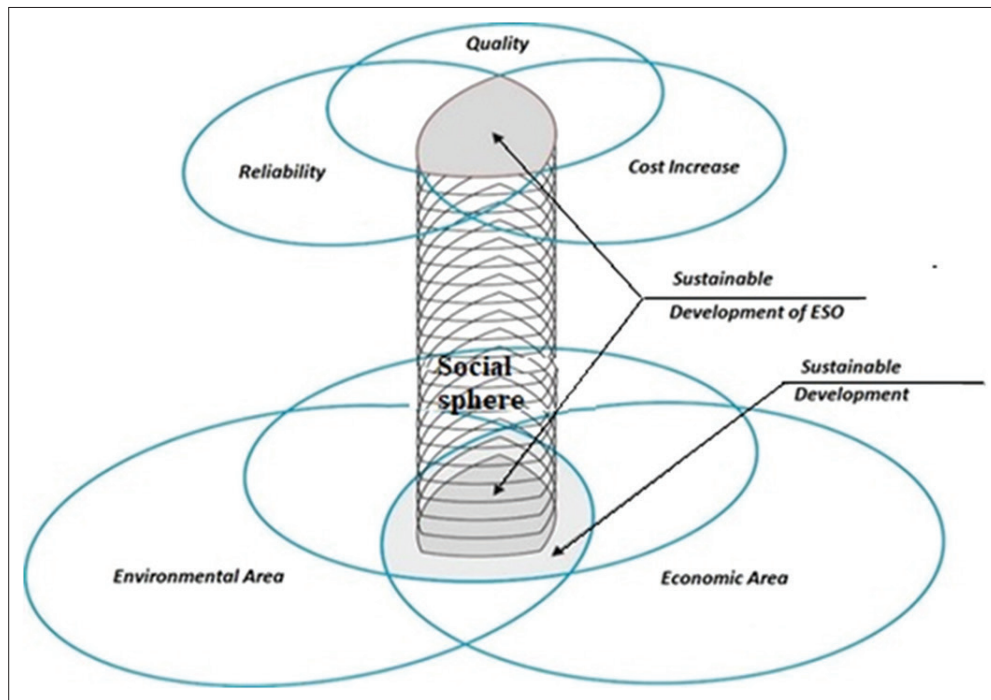 Quality
Reliability
Cost Increase
Sustainable
Development of ESO
Social
sphere
Sustainable
Development
Environmental Area
Economic Area